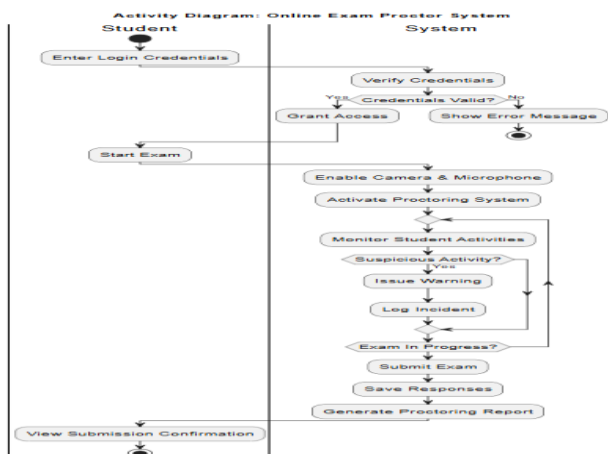 Activity Diagram: Online Exam Proctor System
Student
System
Enter Login Credentials
Verify Credentials
Yes
Credentials Valid?
No
Grant Access
Show Error Message
Start Exam
Enable Camera & Microphone
Activate Proctoring System
Monitor Student Activities
Suspicious Activity?
Yes
Issue Warning
Log Incident
Exam In Progress?
Submit Exam
Save Responses
Generate Proctoring Report
View Submission Confirmation